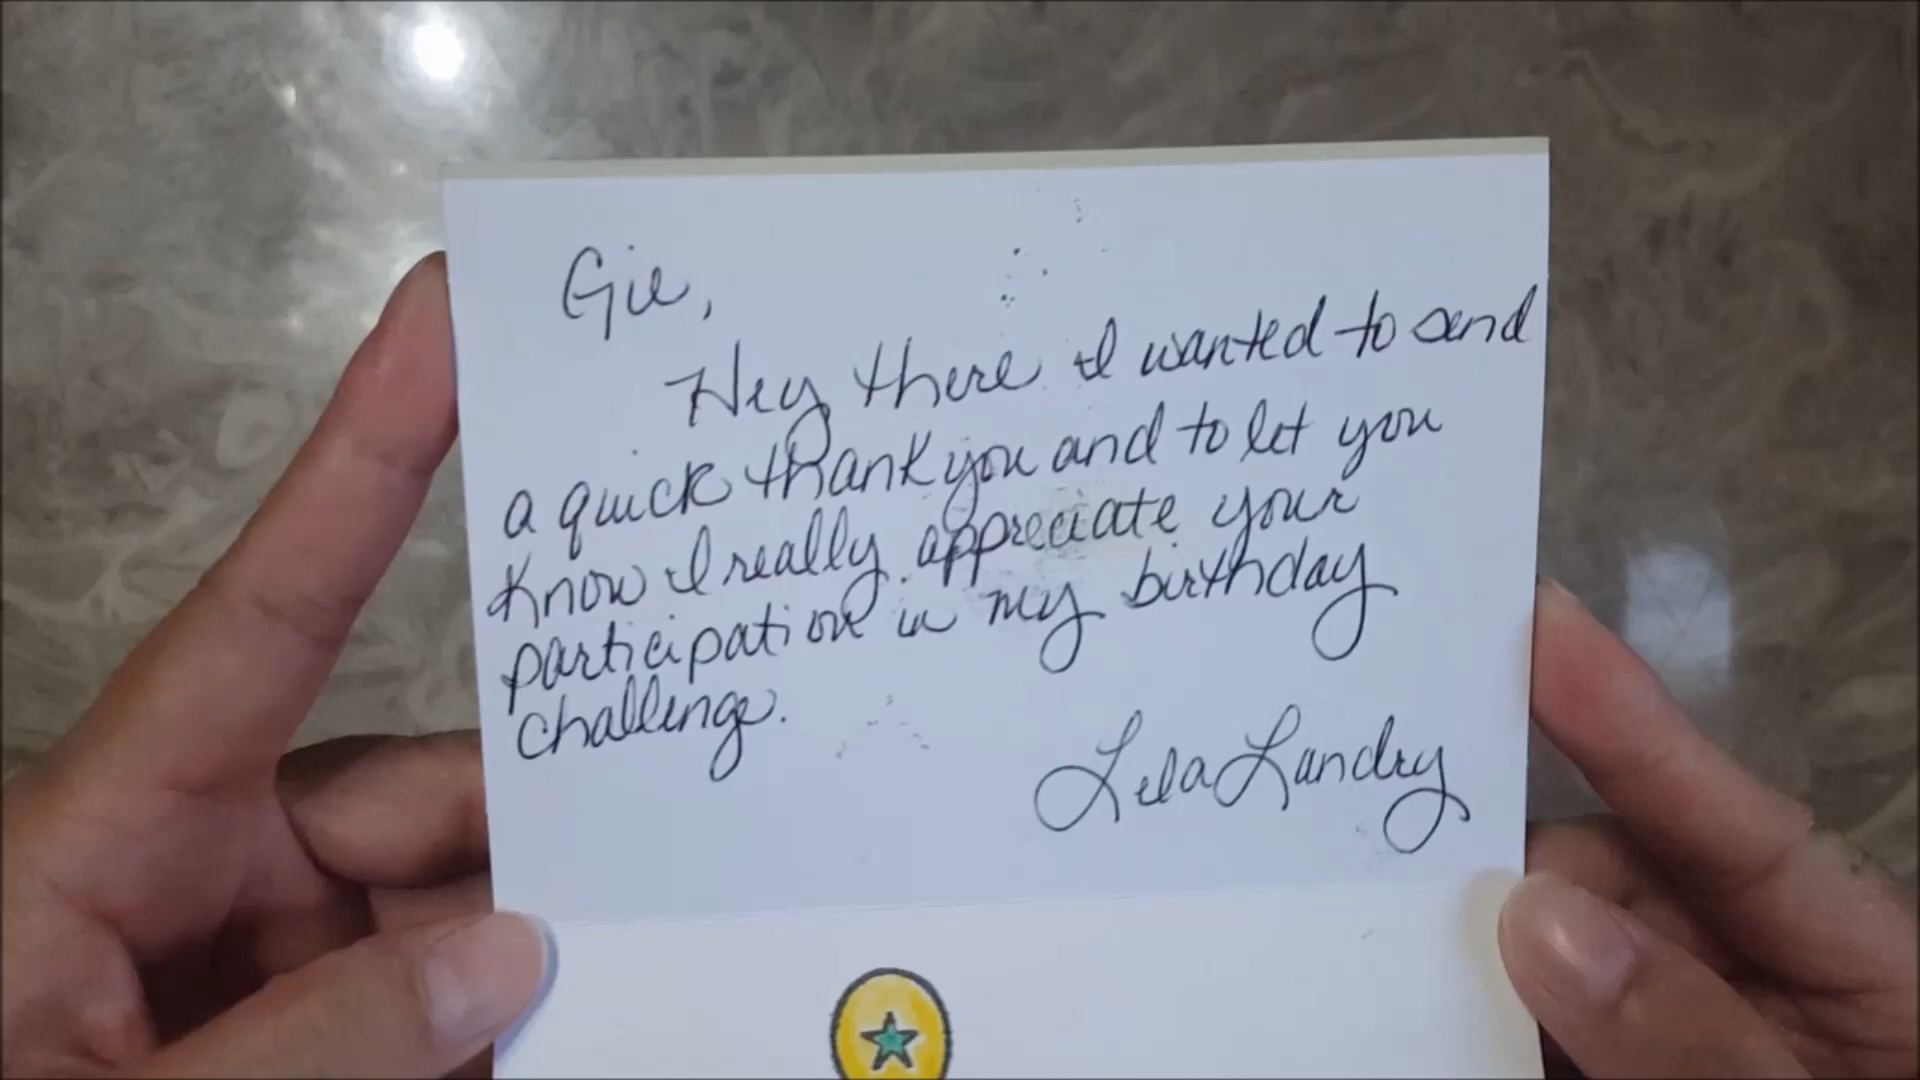 Gie,
Hey there I wanted to send
a quick thank you and to let you
know I really appreciate your
participation in my birthday
challenge.
Lela Landry